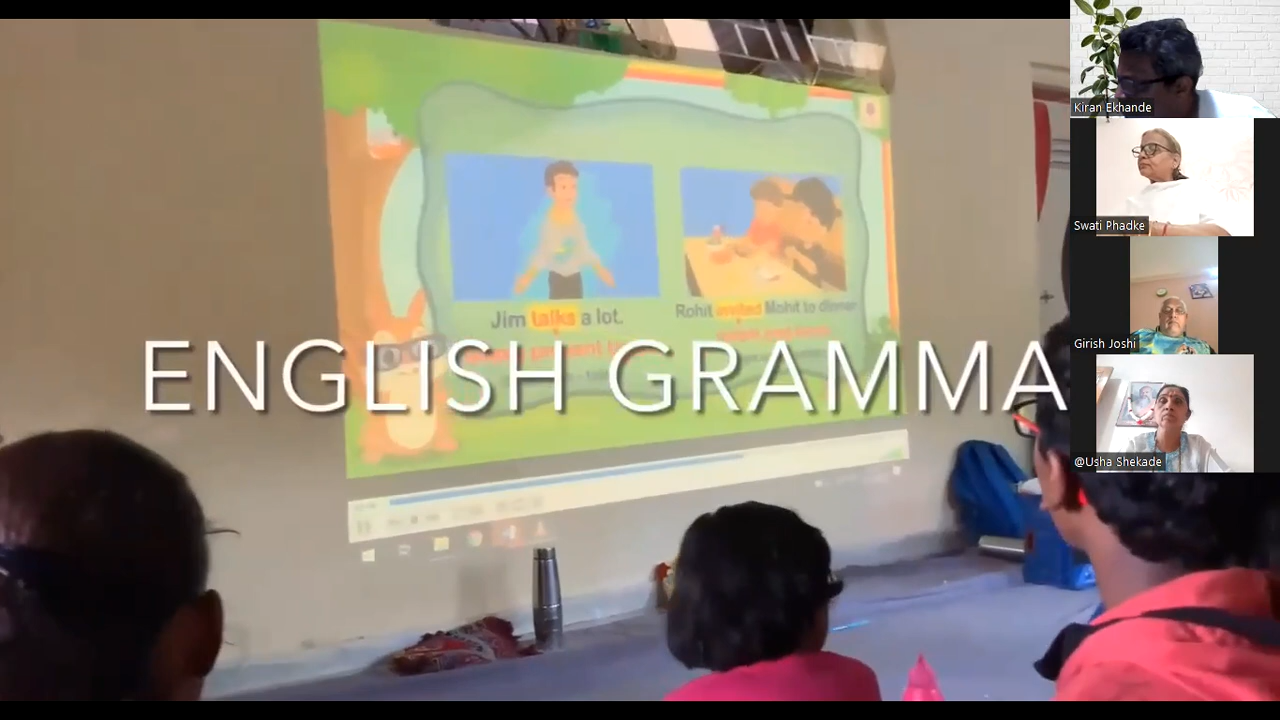 Jim talks a lot.
Rohit invited Mohit to dinner
ENGLISH GRAMMA
Kiran Ekhande
Swati Phadke
Girish Joshi
@Usha Shekade